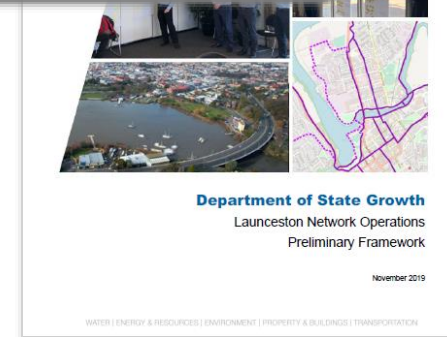 Department of State Growth
Launceston Network Operations
Preliminary Framework
November 2019
WATER | ENERGY & RESOURCES | ENVIRONMENT | PROPERTY & BUILDINGS | TRANSPORTATION